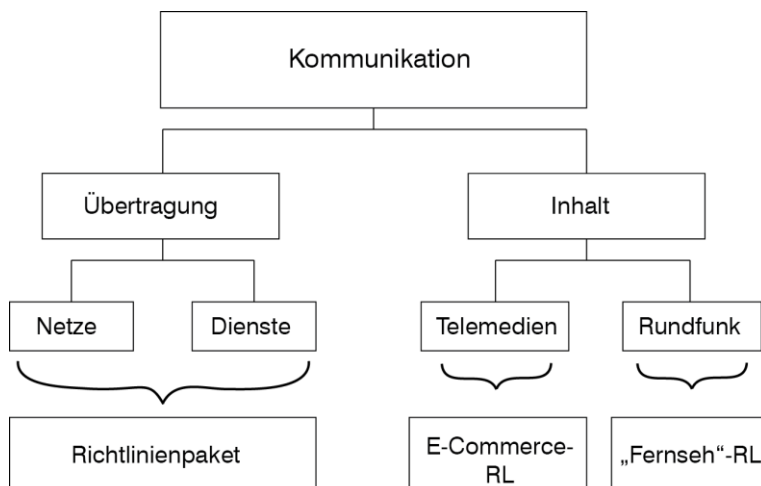 Kommunikation
Übertragung
Inhalt
Netze
Dienste
Telemedien
Rundfunk
Richtlinienpaket
E-Commerce-
RL
„Fernseh“-RL